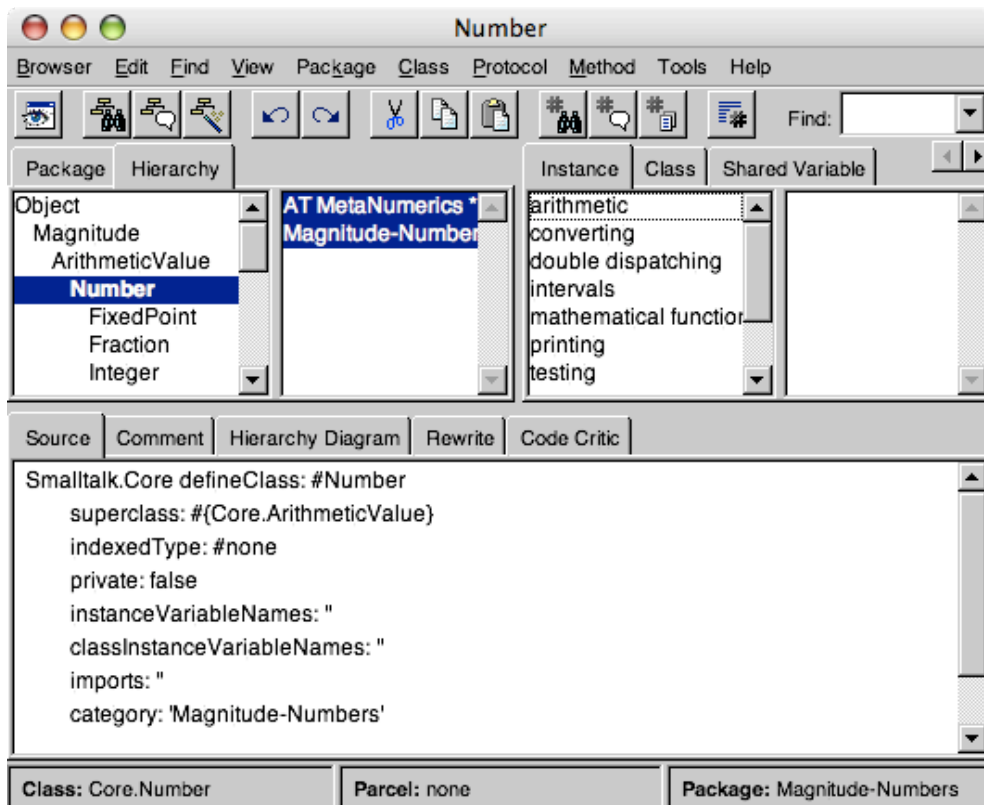 Number
Browser Edit Find View Package Class Protocol Method Tools Help
Find:
Package Hierarchy
Instance Class Shared Variable
Object
Magnitude
ArithmeticValue
Number
FixedPoint
Fraction
Integer
AT MetaNumerics *
Magnitude-Number
arithmetic
converting
double dispatching
intervals
mathematical function
printing
testing
Source Comment Hierarchy Diagram Rewrite Code Critic
Smalltalk.Core defineClass: #Number
superclass: #{Core.ArithmeticValue}
indexedType: #none
private: false
instanceVariableNames: ''
classInstanceVariableNames: ''
imports: ''
category: 'Magnitude-Numbers'
Class: Core.Number
Parcel: none
Package: Magnitude-Numbers